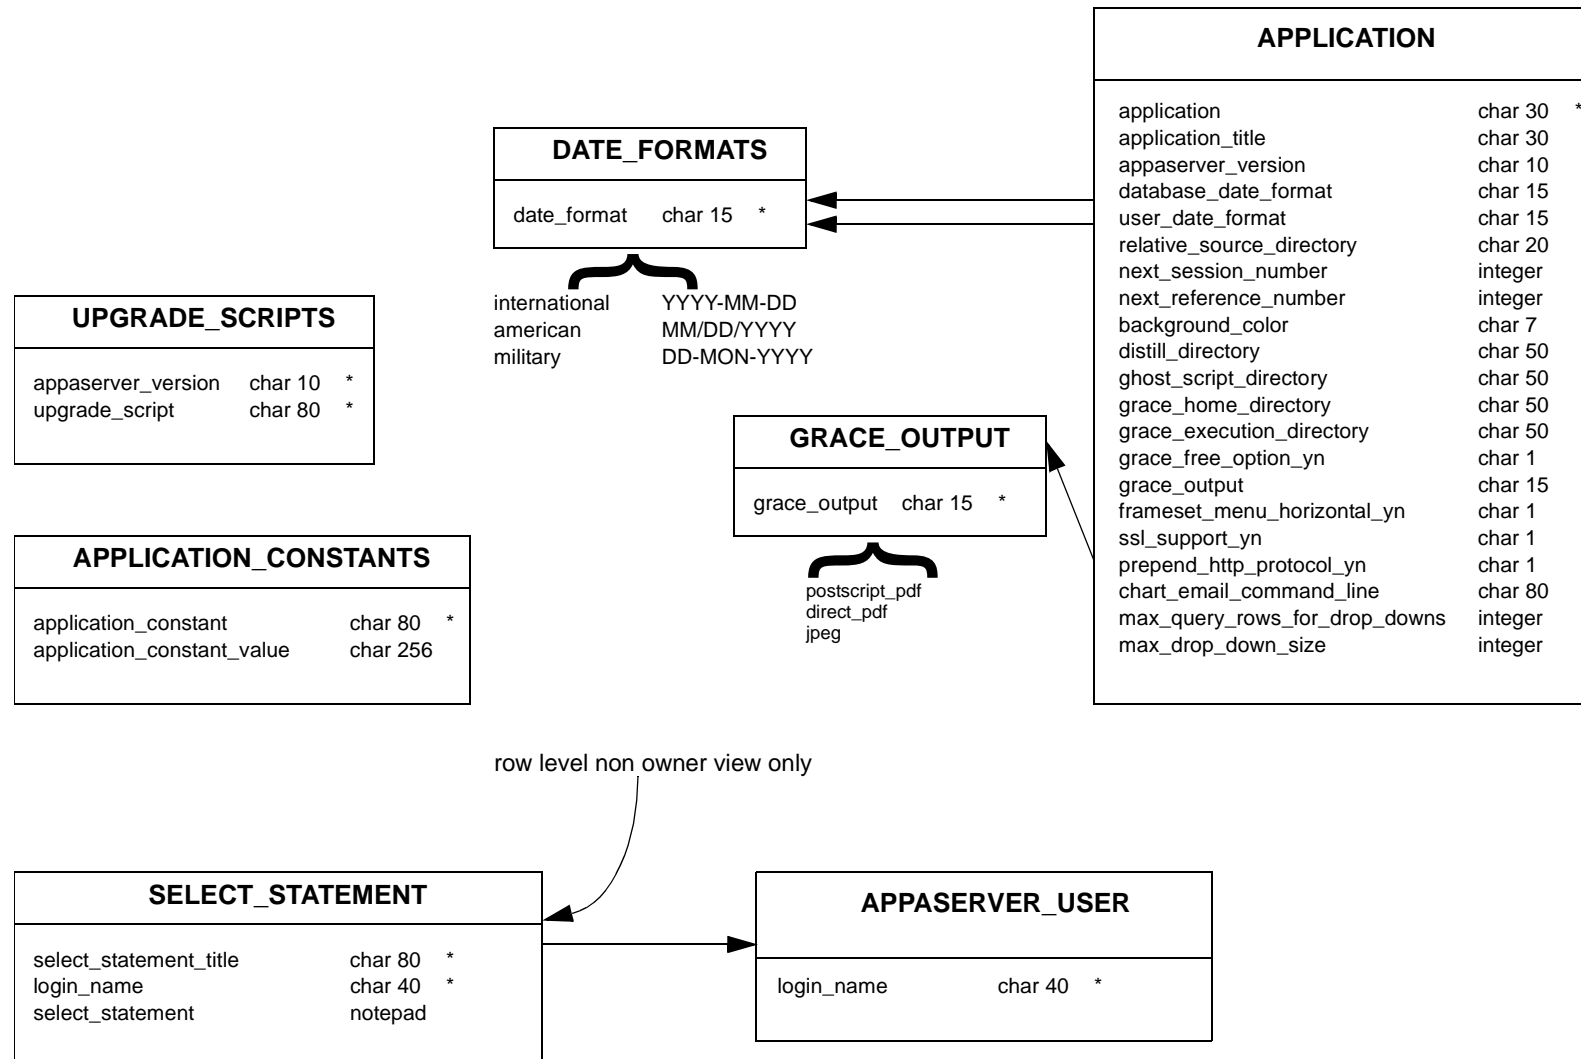 APPLICATION
application char 30 *
application_title char 30
appaserver_version char 10
database_date_format char 15
user_date_format char 15
relative_source_directory char 20
next_session_number integer
next_reference_number integer
background_color char 7
distill_directory char 50
ghost_script_directory char 50
grace_home_directory char 50
grace_execution_directory char 50
grace_free_option_yn char 1
grace_output char 15
frameset_menu_horizontal_yn char 1
ssl_support_yn char 1
prepend_http_protocol_yn char 1
chart_email_command_line char 80
max_query_rows_for_drop_downs integer
max_drop_down_size integer
DATE_FORMATS
date_format char 15 *
international YYYY-MM-DD
american MM/DD/YYYY
military DD-MON-YYYY
UPGRADE_SCRIPTS
appaserver_version char 10 *
upgrade_script char 80 *
GRACE_OUTPUT
grace_output char 15 *
postscript_pdf
direct_pdf
jpeg
APPLICATION_CONSTANTS
application_constant char 80 *
application_constant_value char 256
row level non owner view only
SELECT_STATEMENT
select_statement_title char 80 *
login_name char 40 *
select_statement notepad
APPASERVER_USER
login_name char 40 *